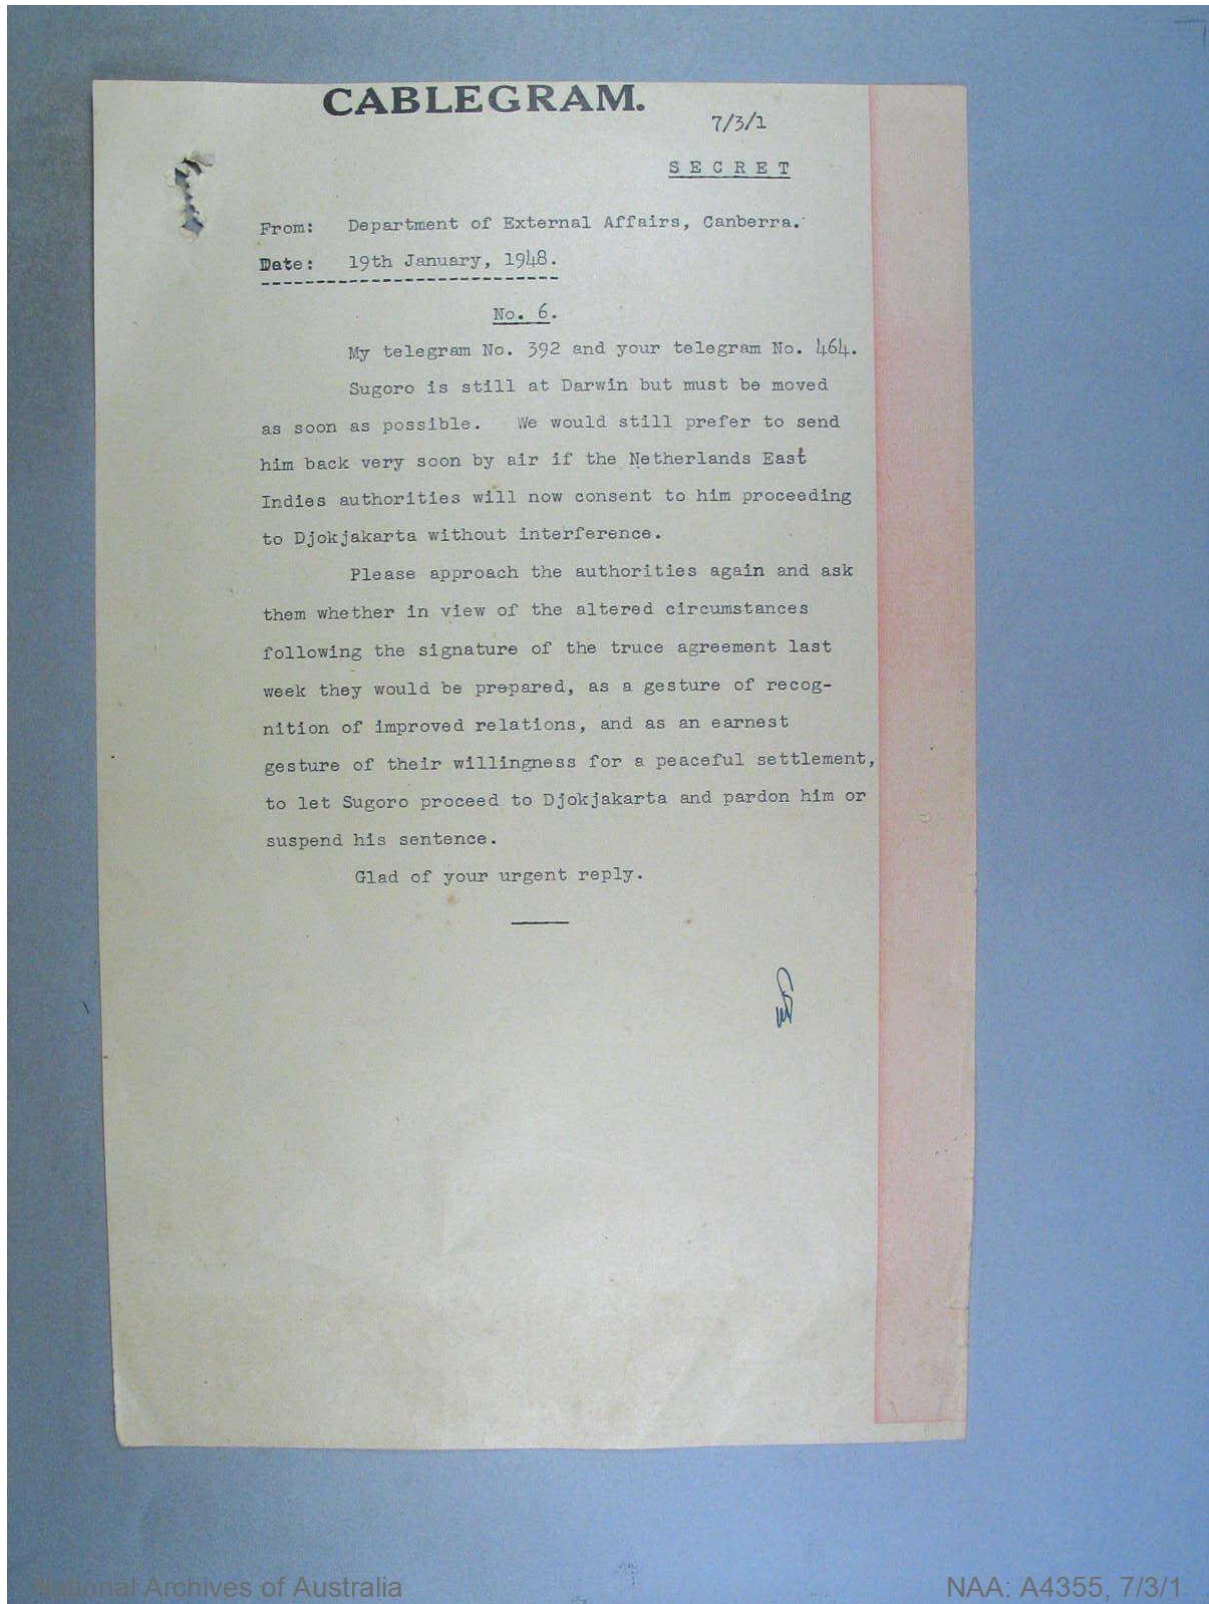 CABLEGRAM.
7/3/1
SECRET
From: Department of External Affairs, Canberra.
Date: 19th January, 1948.
No. 6.
My telegram No. 392 and your telegram No. 464.
Sugoro is still at Darwin but must be moved
as soon as possible. We would still prefer to send
him back very soon by air if the Netherlands East
Indies authorities will now consent to him proceeding
to Djokjakarta without interference.
Please approach the authorities again and ask
them whether in view of the altered circumstances
following the signature of the truce agreement last
week they would be prepared, as a gesture of recog-
nition of improved relations, and as an earnest
gesture of their willingness for a peaceful settlement,
to let Sugoro proceed to Djokjakarta and pardon him or
suspend his sentence.
Glad of your urgent reply.
National Archives of Australia
NAA: A4355, 7/3/1